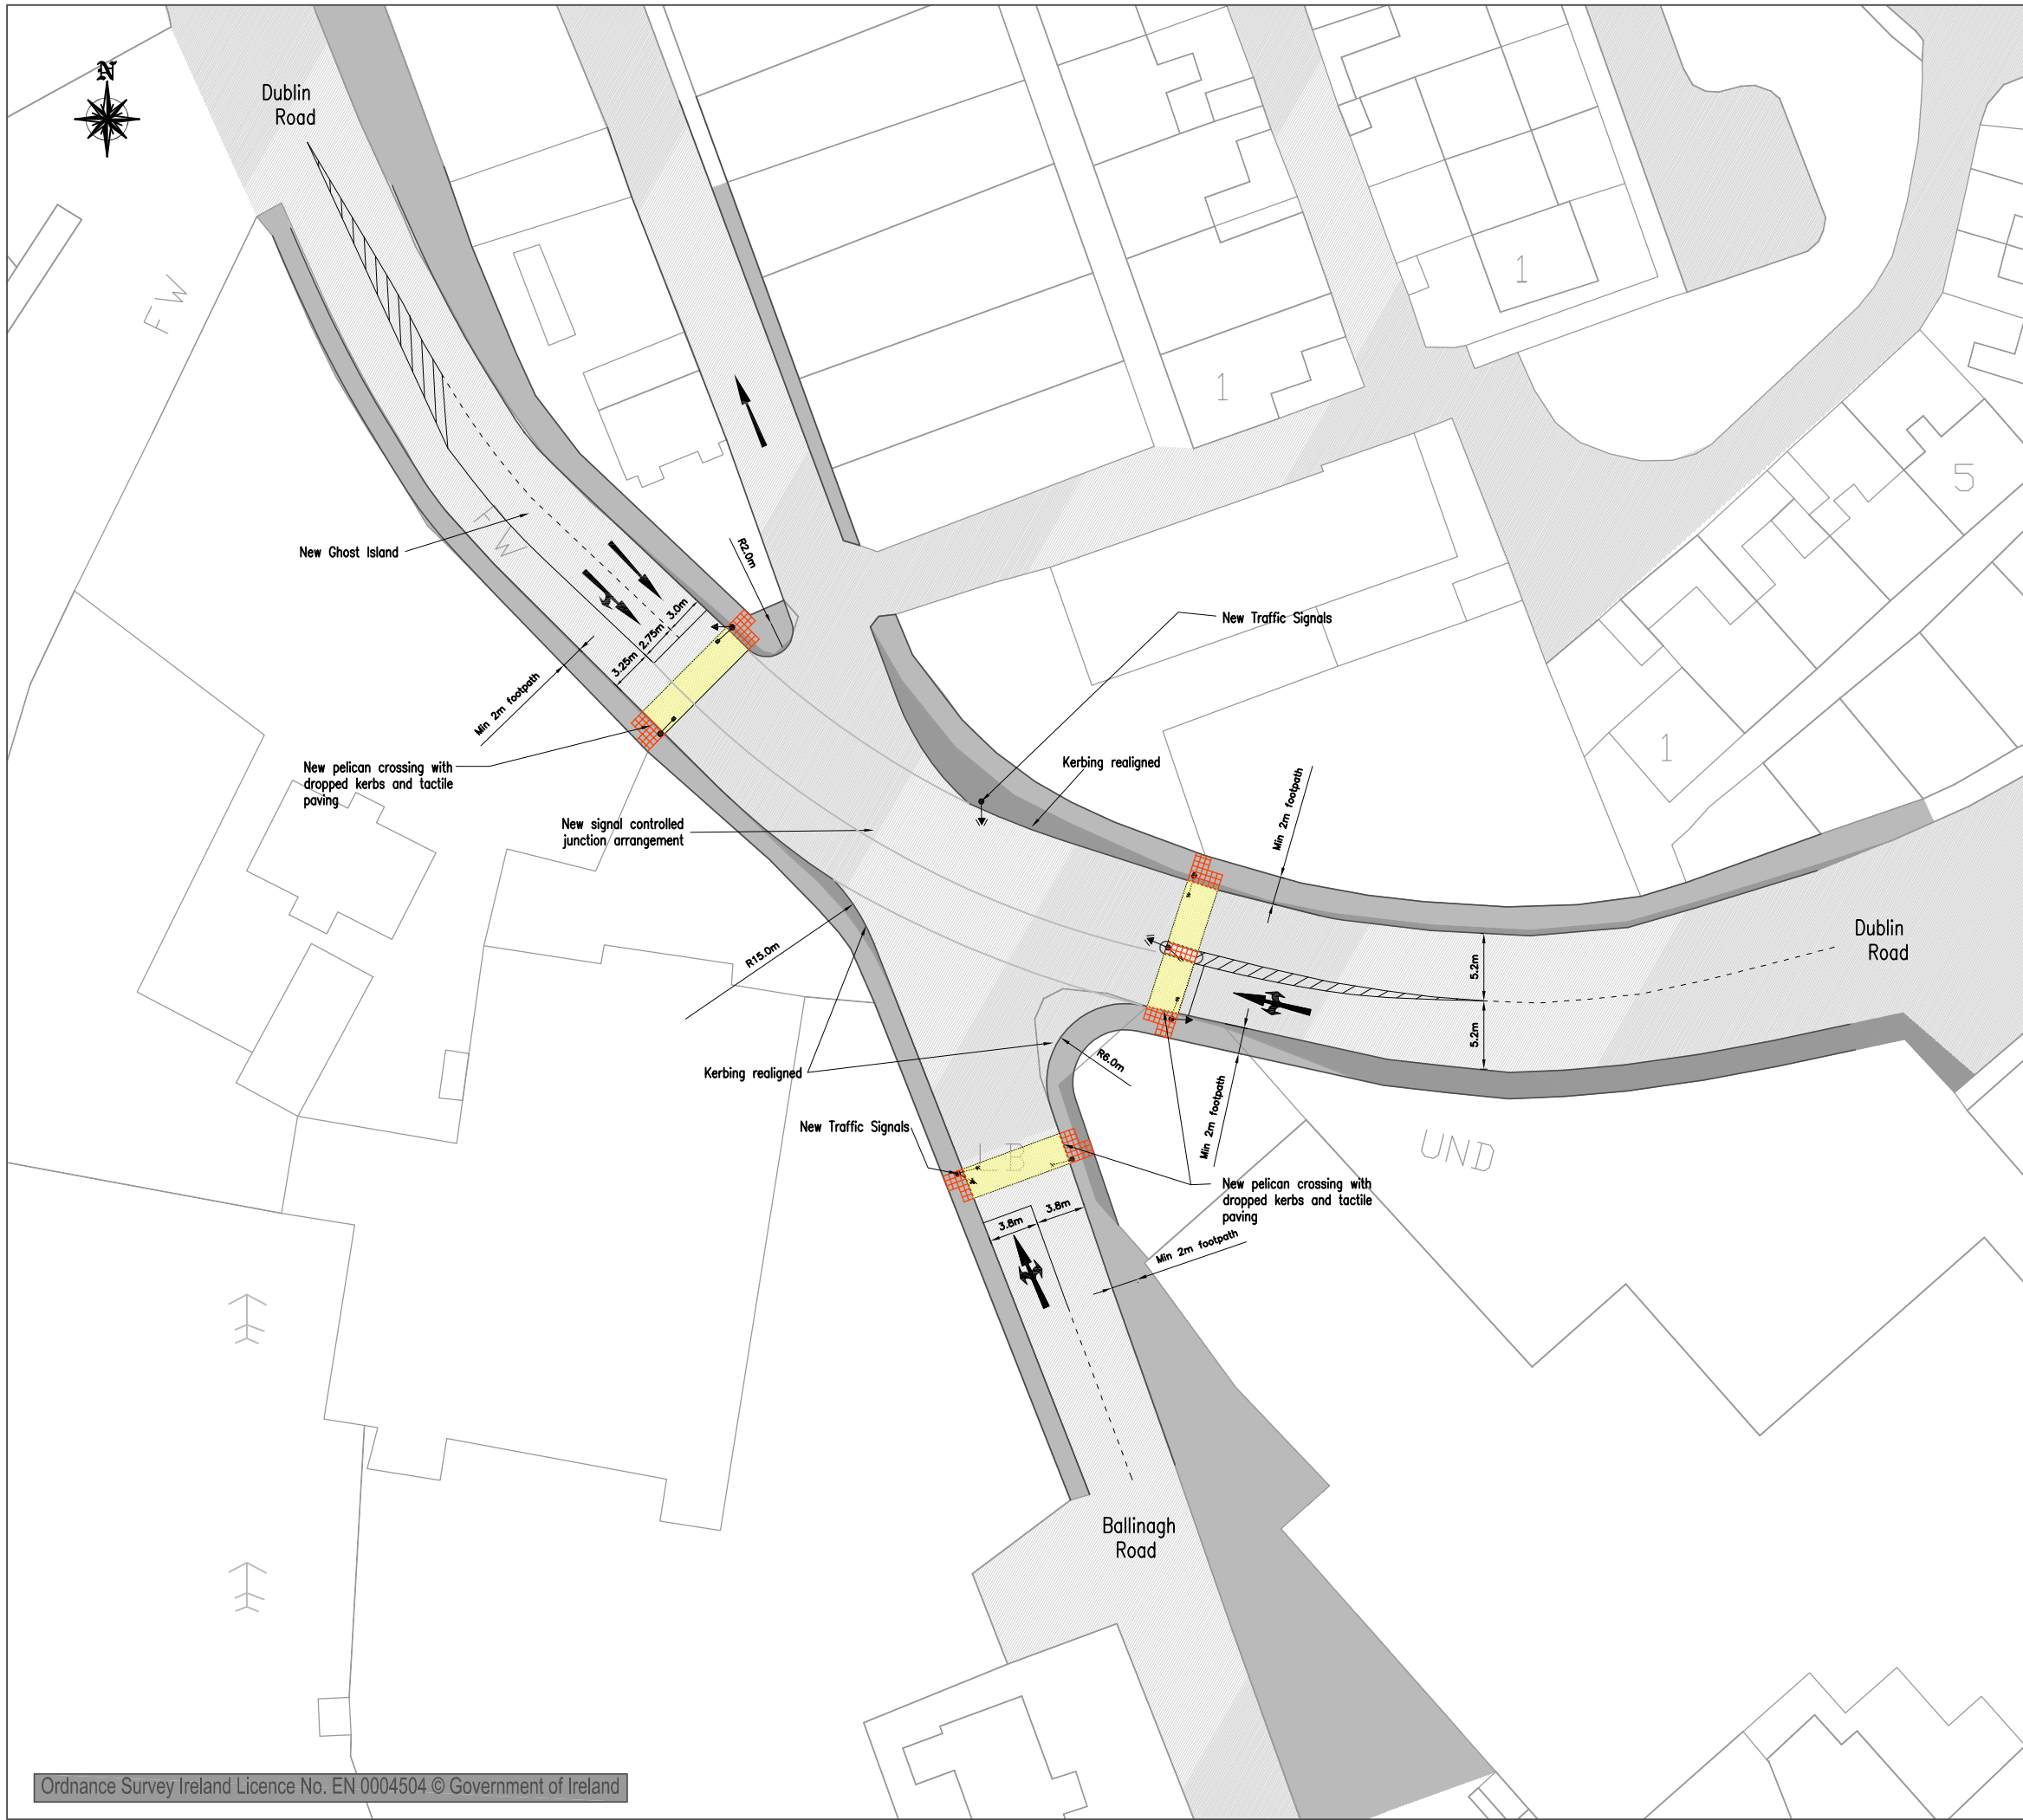 N
Dublin
Road
FW
1
1
5
New Ghost Island
TW
R2.0m
3.0m
2.75m
3.25m
Min 2m footpath
New Traffic Signals
Kerbing realigned
1
New pelican crossing with
dropped kerbs and tactile
paving
New signal controlled
junction arrangement
Min 2m footpath
R15.0m
Dublin
Road
5.2m
5.2m
Kerbing realigned
R6.0m
Min 2m footpath
New Traffic Signals
LB
UND
New pelican crossing with
dropped kerbs and tactile
paving
3.8m
3.8m
Min 2m footpath
Ballinagh
Road
Ordnance Survey Ireland Licence No. EN 0004504 © Government of Ireland